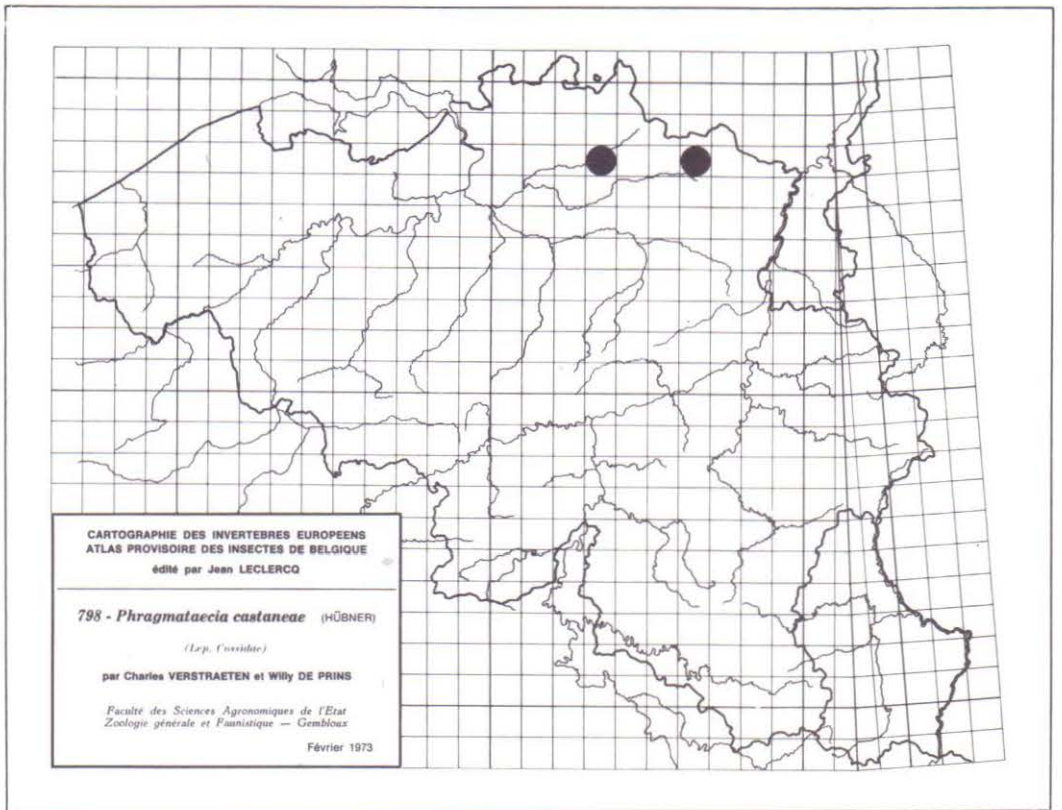 CARTOGRAPHIE DES INVERTEBRES EUROPEENS
ATLAS PROVISOIRE DES INSECTES DE BELGIQUE
édité par Jean LECLERCQ
798 - Phragmataecia castaneae (HÜBNER)
(Lep. Cossidae)
par Charles VERSTRAETEN et Willy DE PRINS
Faculté des Sciences Agronomiques de l'Etat
Zoologie générale et Faunistique — Gembloux
Février 1973